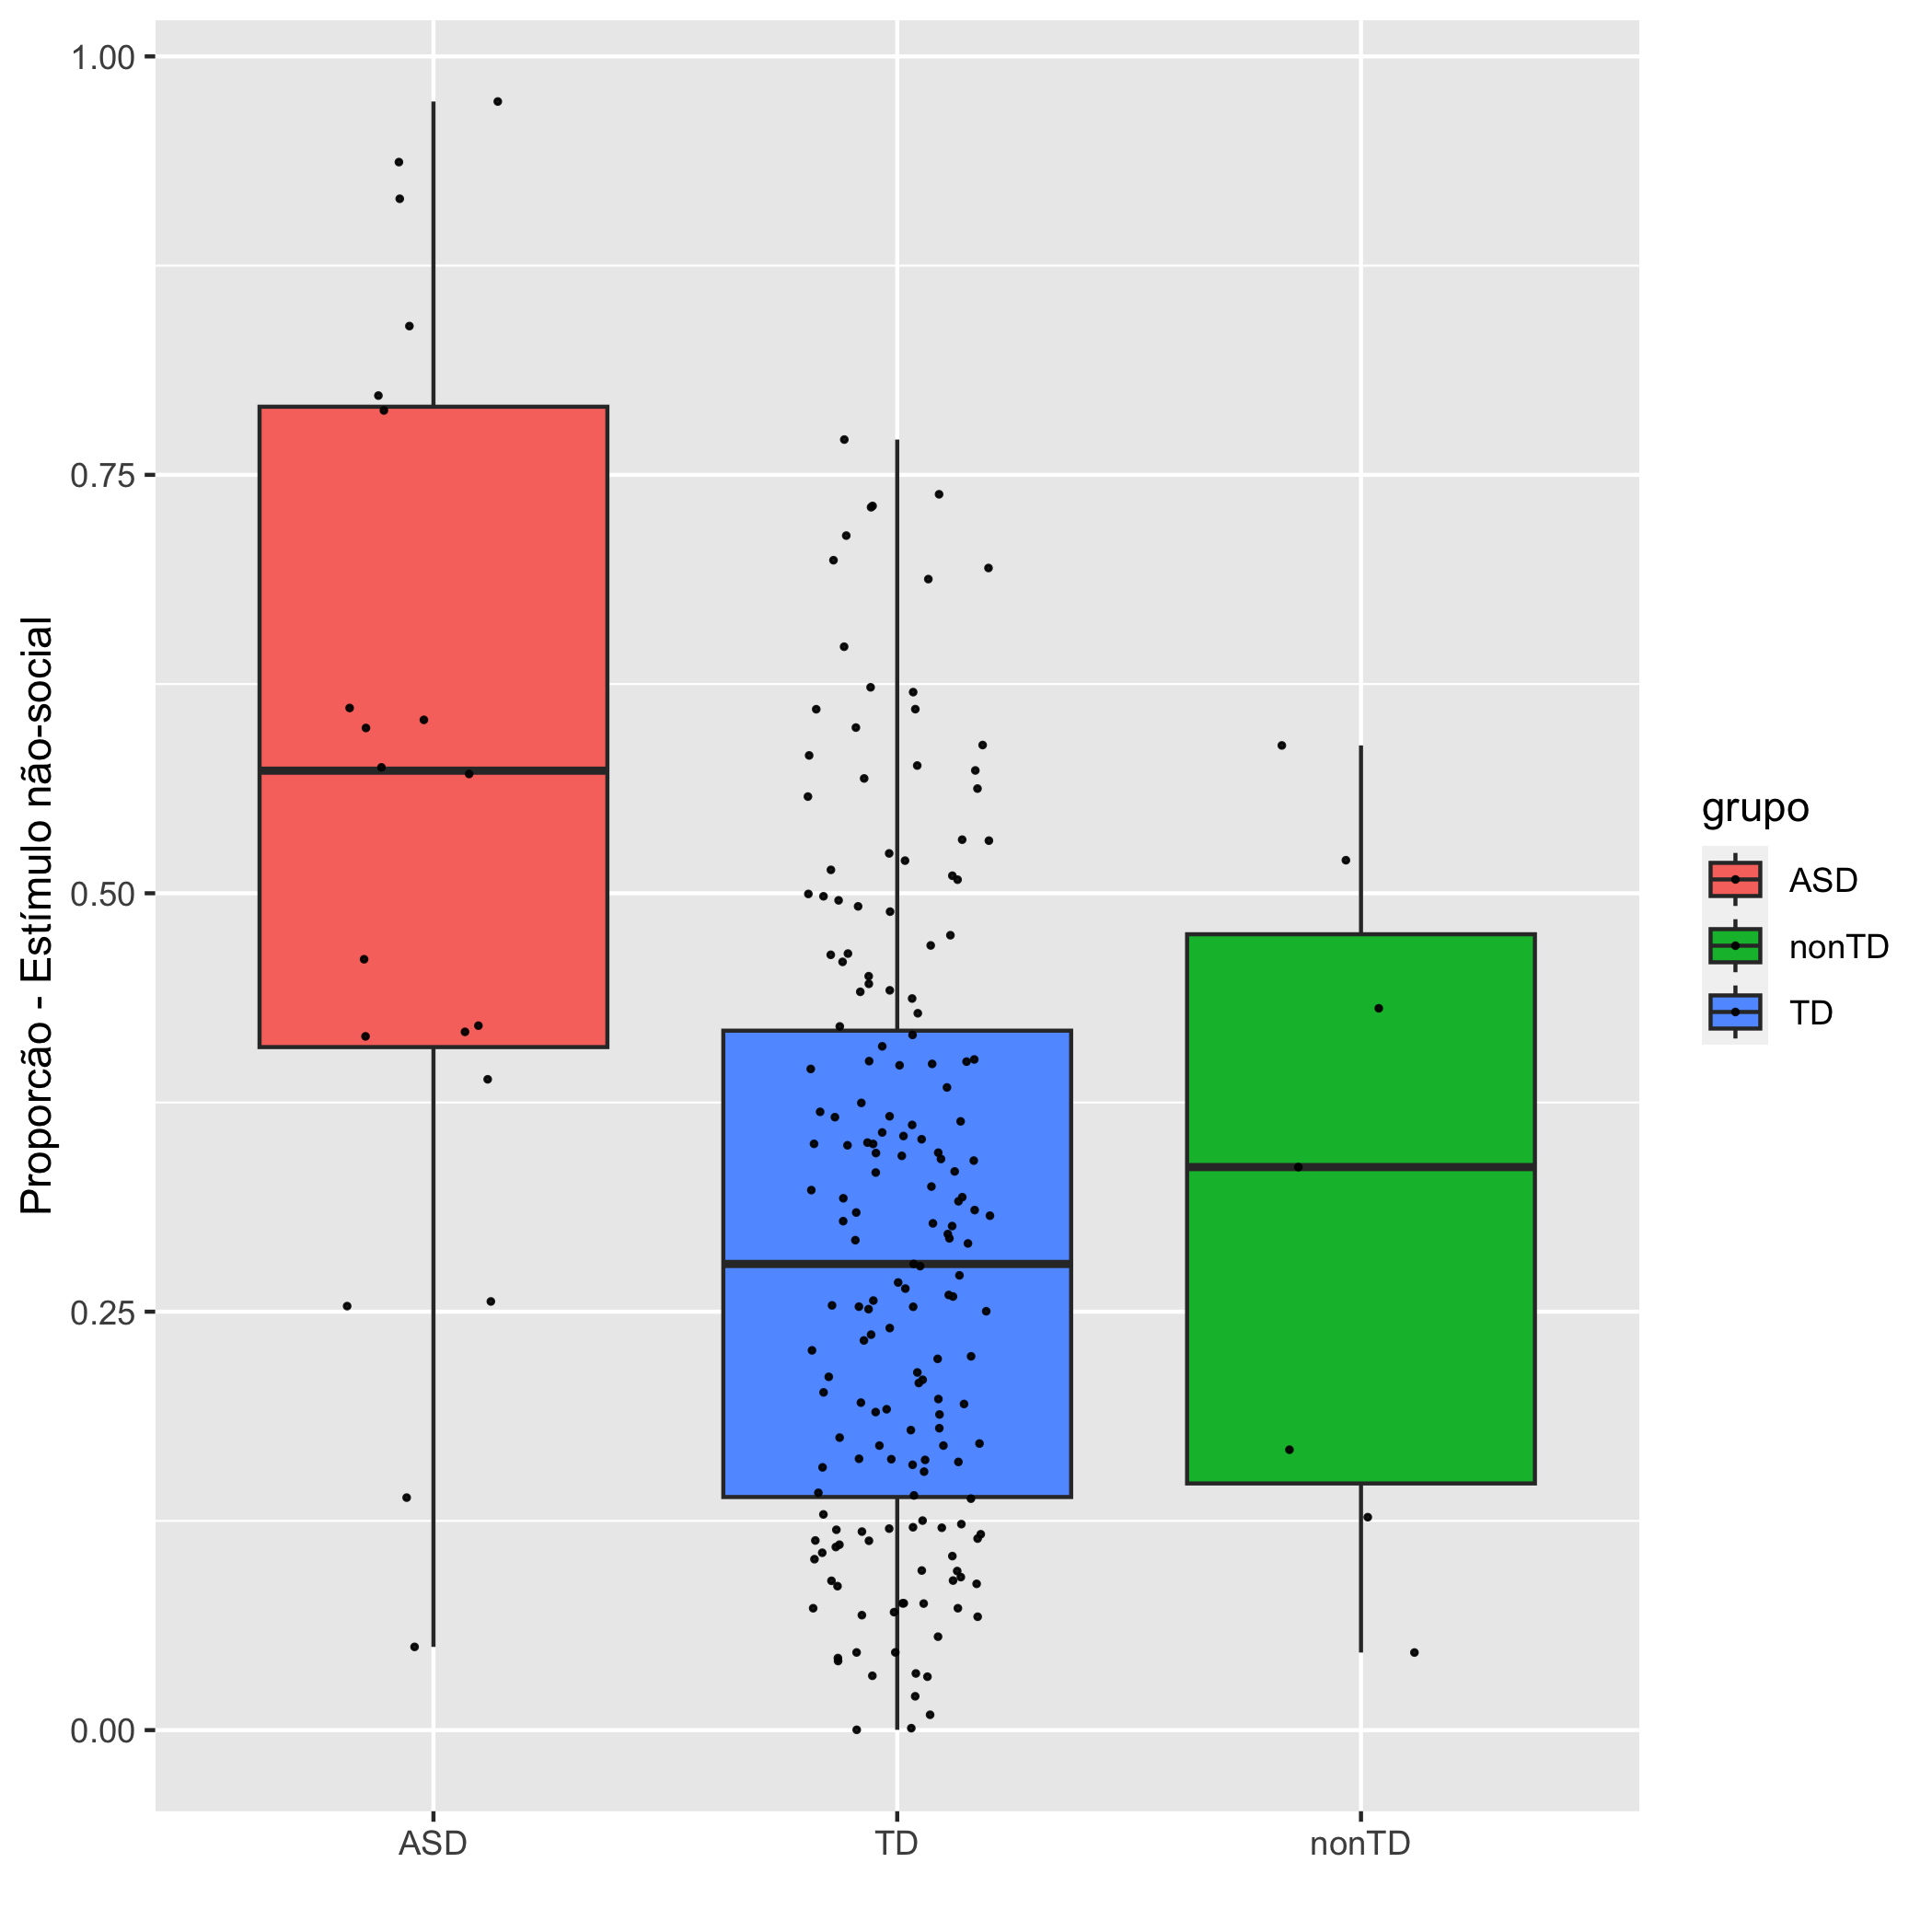 Proporcão - Estímulo não-social
1.00
0.75
0.50
0.25
0.00
ASD
TD
nonTD
grupo
ASD
nonTD
TD